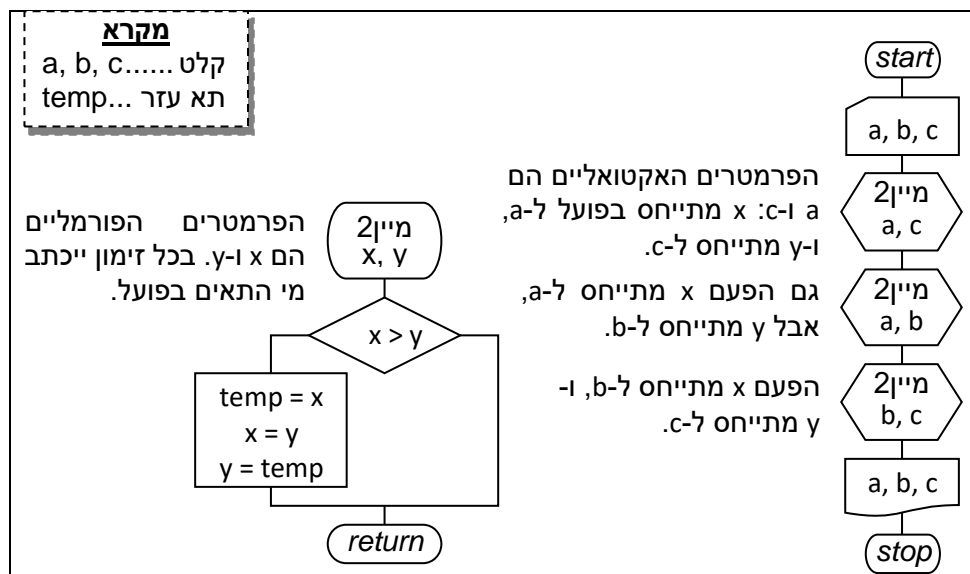 מקרא
קלט ......a, b, c
תא עזר ...temp
start
a, b, c
מיין2
a, c
הפרמטרים האקטואליים הם
a ו-c: x מתייחס בפועל ל-a,
ו-y מתייחס ל-c.
מיין2
a, b
גם הפעם x מתייחס ל-a,
אבל y מתייחס ל-b.
מיין2
b, c
הפעם x מתייחס ל-b, ו-
y מתייחס ל-c.
a, b, c
stop
מיין2
x, y
הפרמטרים הפורמליים
הם x ו-y. בכל זימון ייכתב
מי התאים בפועל.
x > y
temp = x
x = y
y = temp
return